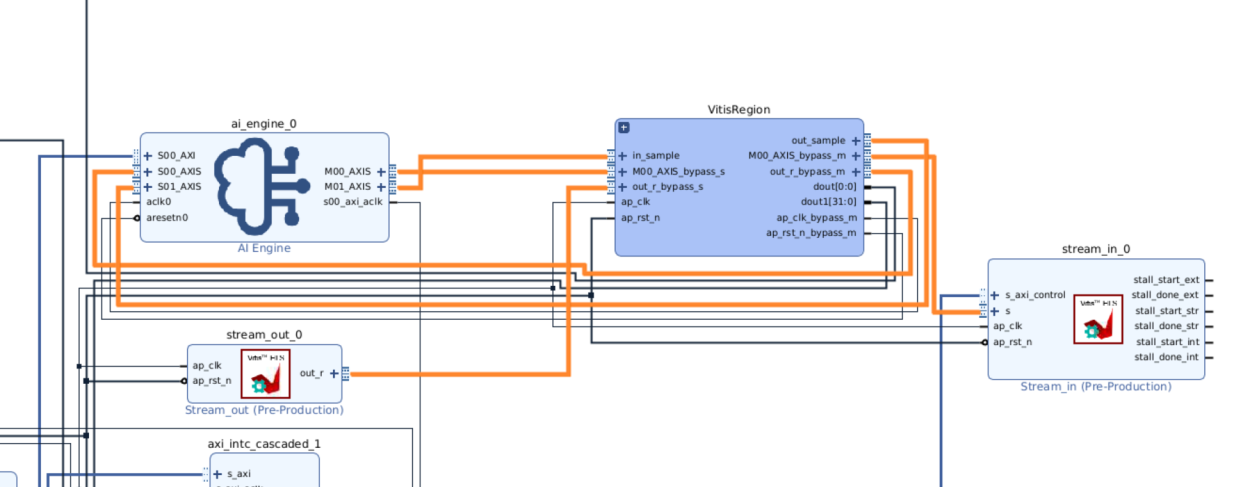 VitisRegion
ai_engine_0
out_sample
S00_AXI
in_sample
M00_AXIS_bypass_m
S00_AXIS
M00_AXIS
M00_AXIS_bypass_s
out_r_bypass_m
S01_AXIS
M01_AXIS
out_r_bypass_s
dout[0:0]
aclk0
s00_axi_aclk
ap_clk
dout1[31:0]
aresetn0
ap_rst_n
ap_clk_bypass_m
ap_rst_n_bypass_m
AI Engine
stream_in_0
stall_start_ext
s_axi_control
stall_done_ext
s
stall_start_str
ap_clk
stall_done_str
ap_rst_n
stall_start_int
stall_done_int
Vitis™ HLS
Stream_in (Pre-Production)
stream_out_0
Vitis™ HLS
ap_clk
out_r
ap_rst_n
Stream_out (Pre-Production)
axi_intc_cascaded_1
s_axi